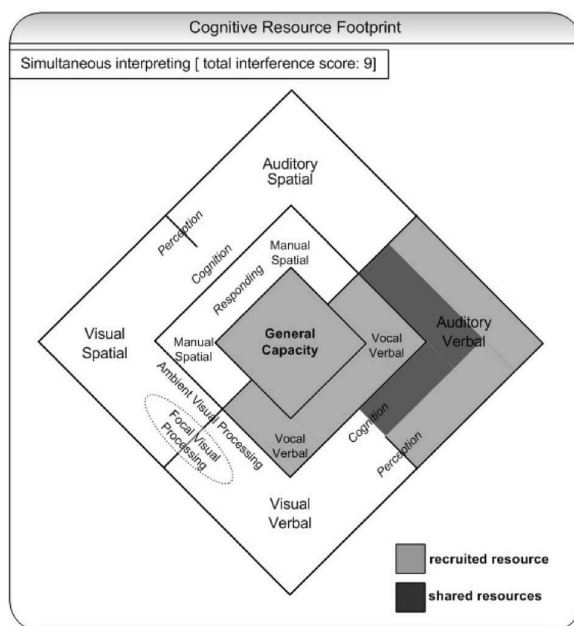 Cognitive Resource Footprint
Simultaneous interpreting [ total interference score: 9]
Auditory
Spatial
Perception
Cognition
Manual
Spatial
Responding
Visual
Spatial
Manual
Spatial
General
Capacity
Vocal
Verbal
Auditory
Verbal
Ambient Visual Processing
Focal Visual
Processing
Vocal
Verbal
Cognition
Perception
Visual
Verbal
recruited resource
shared resources